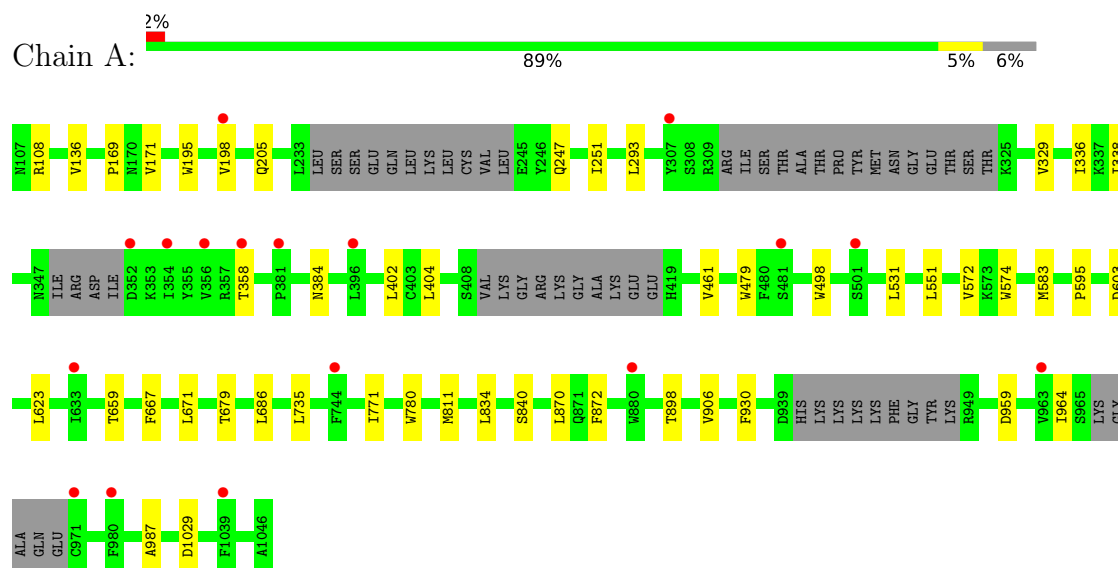 2%
Chain A:
89% 5% 6%
N107 R108 V136 P169 N170 V171 W195 V198 Q205 L233 LEU SER SER GLU GLN LEU LYS LEU CYS VAL LEU E245 Y246 Q247 I251 L293 Y307 S308 R309 ARG ILE SER THR ALA THR PRO TYR MET ASN GLY GLU THR SER THR K325 V329 I336 K337
N347 ILE ARG ASP ILE D352 K353 I354 Y355 V356 R357 T358 P381 N384 L396 L402 C403 L404 S408 VAL LYS GLY ARG LYS GLY ALA LYS GLU GLU H419 V461 W479 F480 S481 W498 S501 L531 L551 V572 K573 W574 M583 P595
L623 I633 T659 F667 L671 T679 L686 L735 F744 I771 W780 M811 L834 S840 L870 Q871 F872 W880 T898 V906 F930 D939 HIS LYS LYS LYS LYS PHE GLY TYR LYS R949 D959 V963 I964 S965 LYS
ALA GLN GLU C971 F980 A987 D1029 F1039 A1046